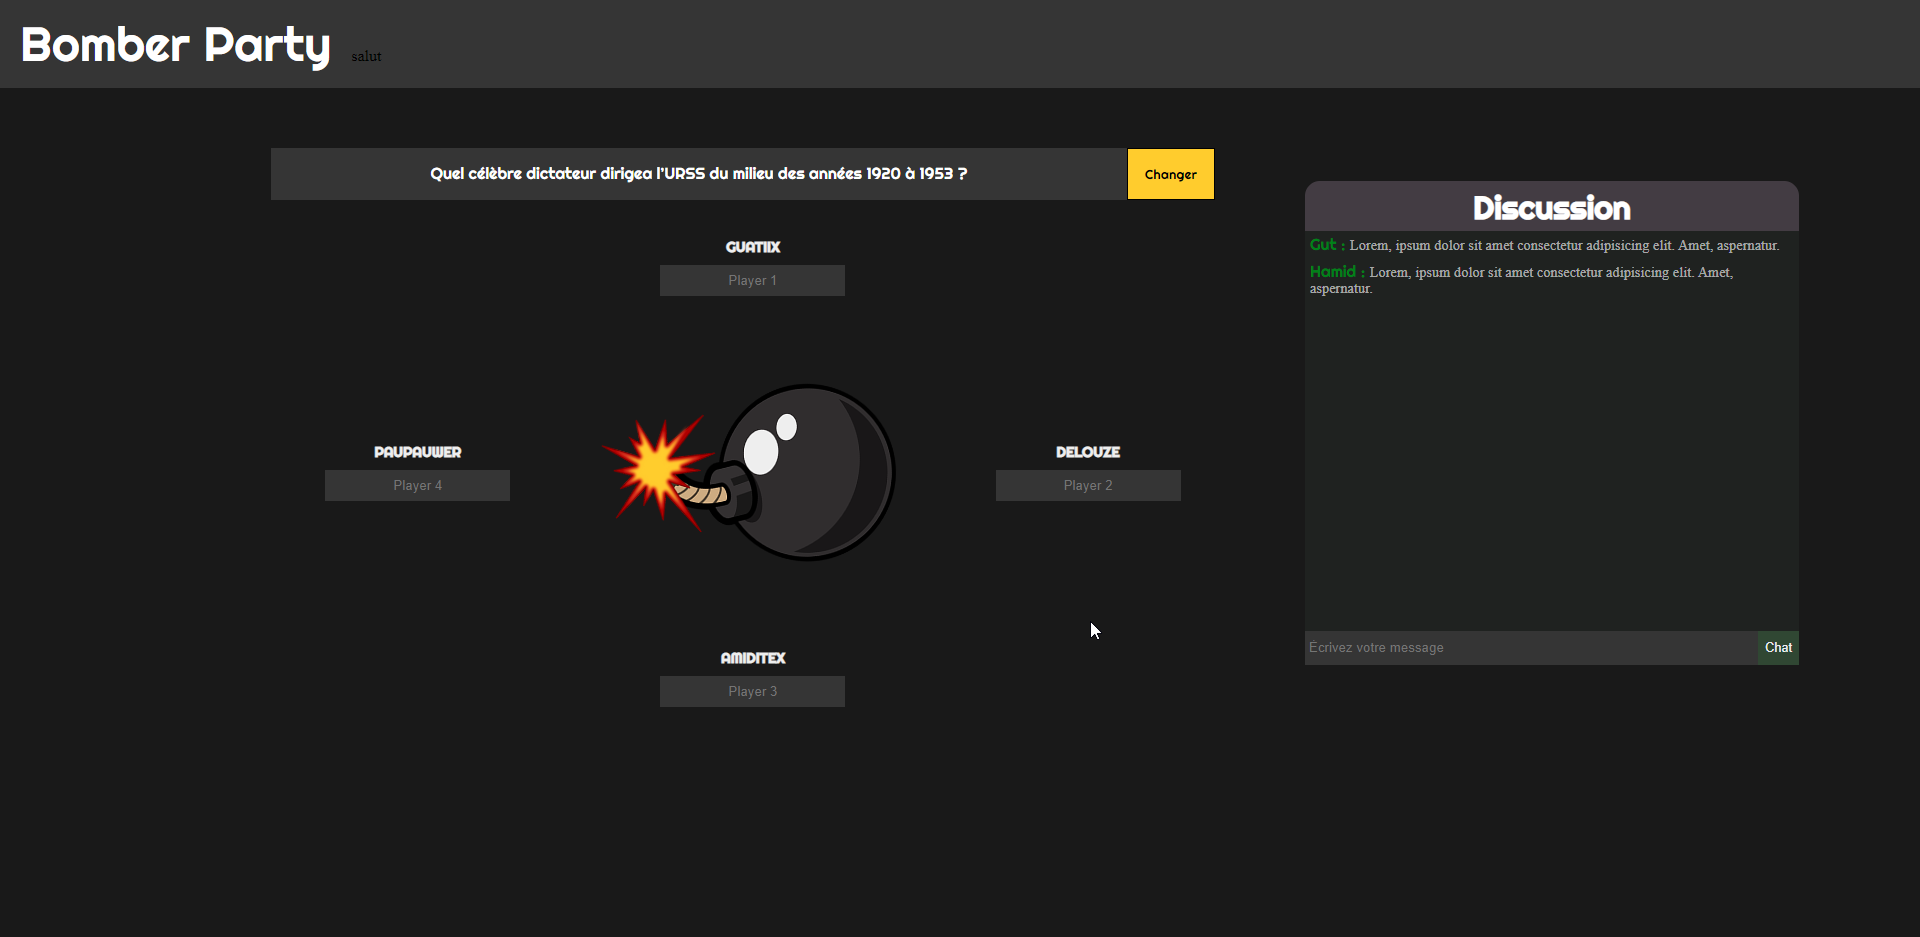 Bomber Party
salut
Quel célèbre dictateur dirigea l'URSS du milieu des années 1920 à 1953 ?
Changer
GUATIIX
Player 1
PAUPAUWER
Player 4
DELOUZE
Player 2
AMIDITEX
Player 3
Discussion
Gut : Lorem, ipsum dolor sit amet consectetur adipisicing elit. Amet, aspernatur.
Hamid : Lorem, ipsum dolor sit amet consectetur adipisicing elit. Amet,
aspernatur.
Écrivez votre message
Chat